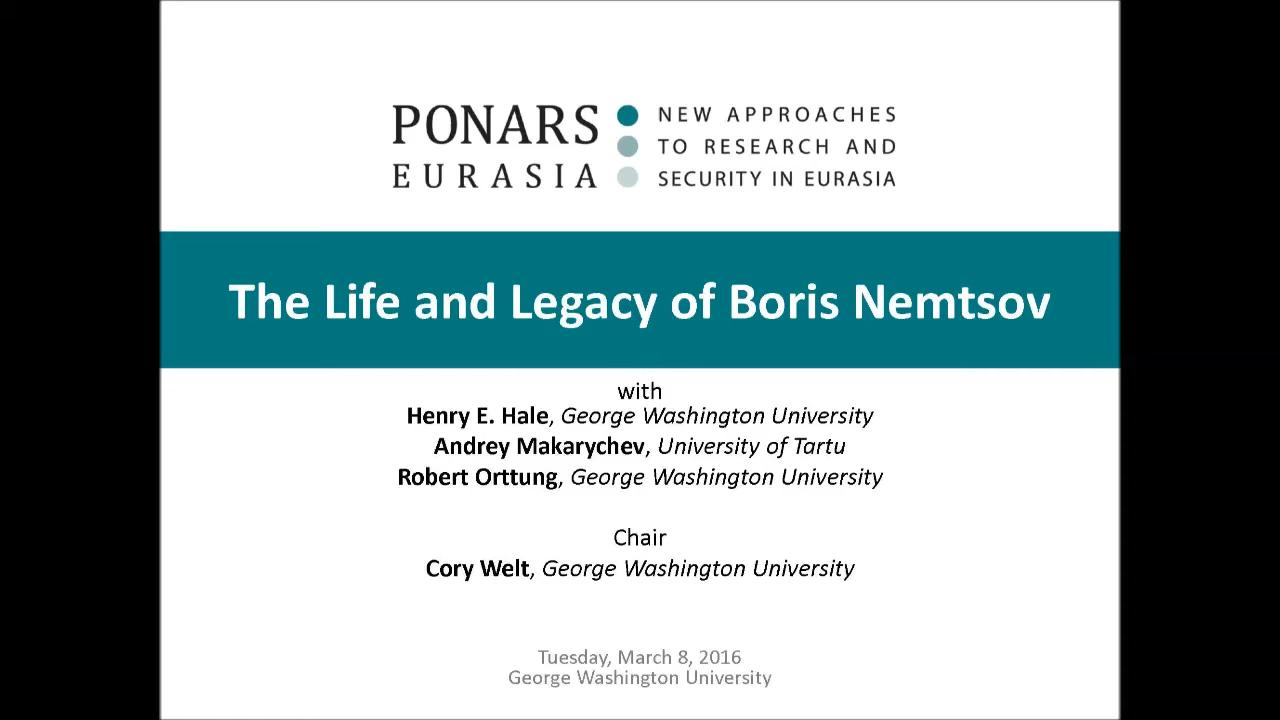 PONARS
EURASIA
NEW APPROACHES
TO RESEARCH AND
SECURITY IN EURASIA
The Life and Legacy of Boris Nemtsov
with
Henry E. Hale, George Washington University
Andrey Makarychev, University of Tartu
Robert Orttung, George Washington University
Chair
Cory Welt, George Washington University
Tuesday, March 8, 2016
George Washington University